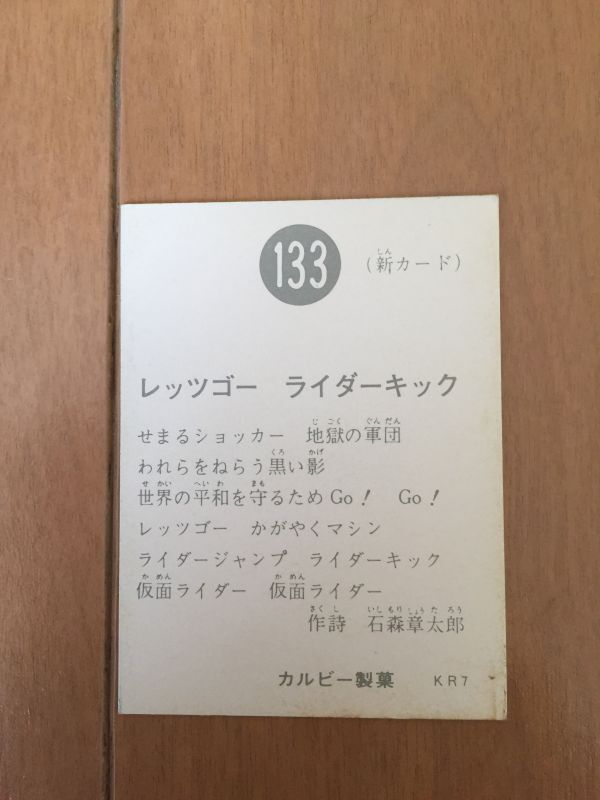 133 (新カード)
レッツゴー　ライダーキック
せまるショッカー　地獄の軍団
われらをねらう黒い影
世界の平和を守るためGo!　Go!
レッツゴー　かがやくマシン
ライダージャンプ　ライダーキック
仮面ライダー　仮面ライダー
作詩　石森章太郎
カルビー製菓　KR7